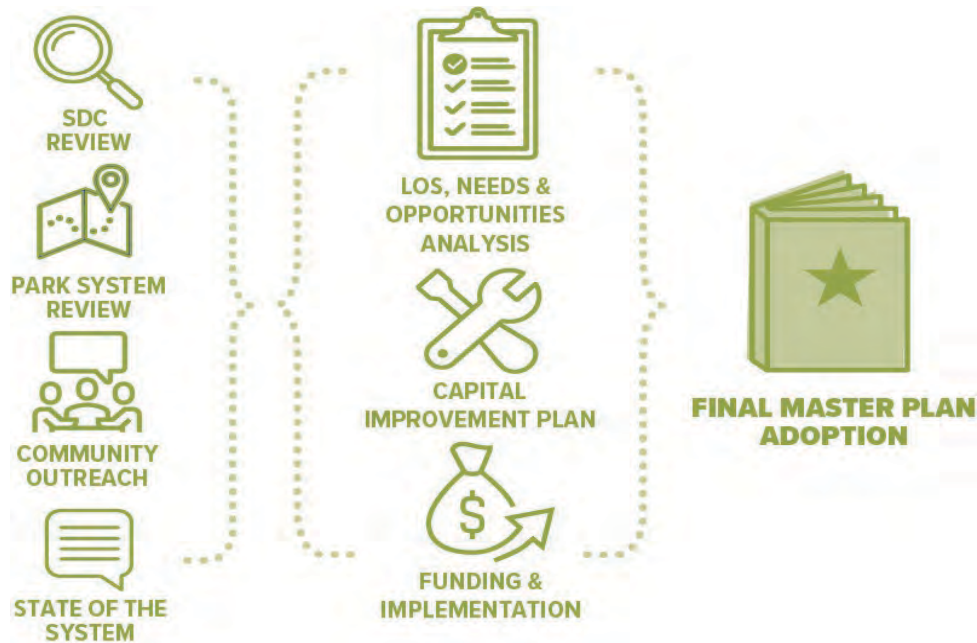 SDC
REVIEW
PARK SYSTEM
REVIEW
COMMUNITY
OUTREACH
STATE OF THE
SYSTEM
LOS, NEEDS &
OPPORTUNITIES
ANALYSIS
CAPITAL
IMPROVEMENT PLAN
$
FUNDING &
IMPLEMENTATION
FINAL MASTER PLAN
ADOPTION